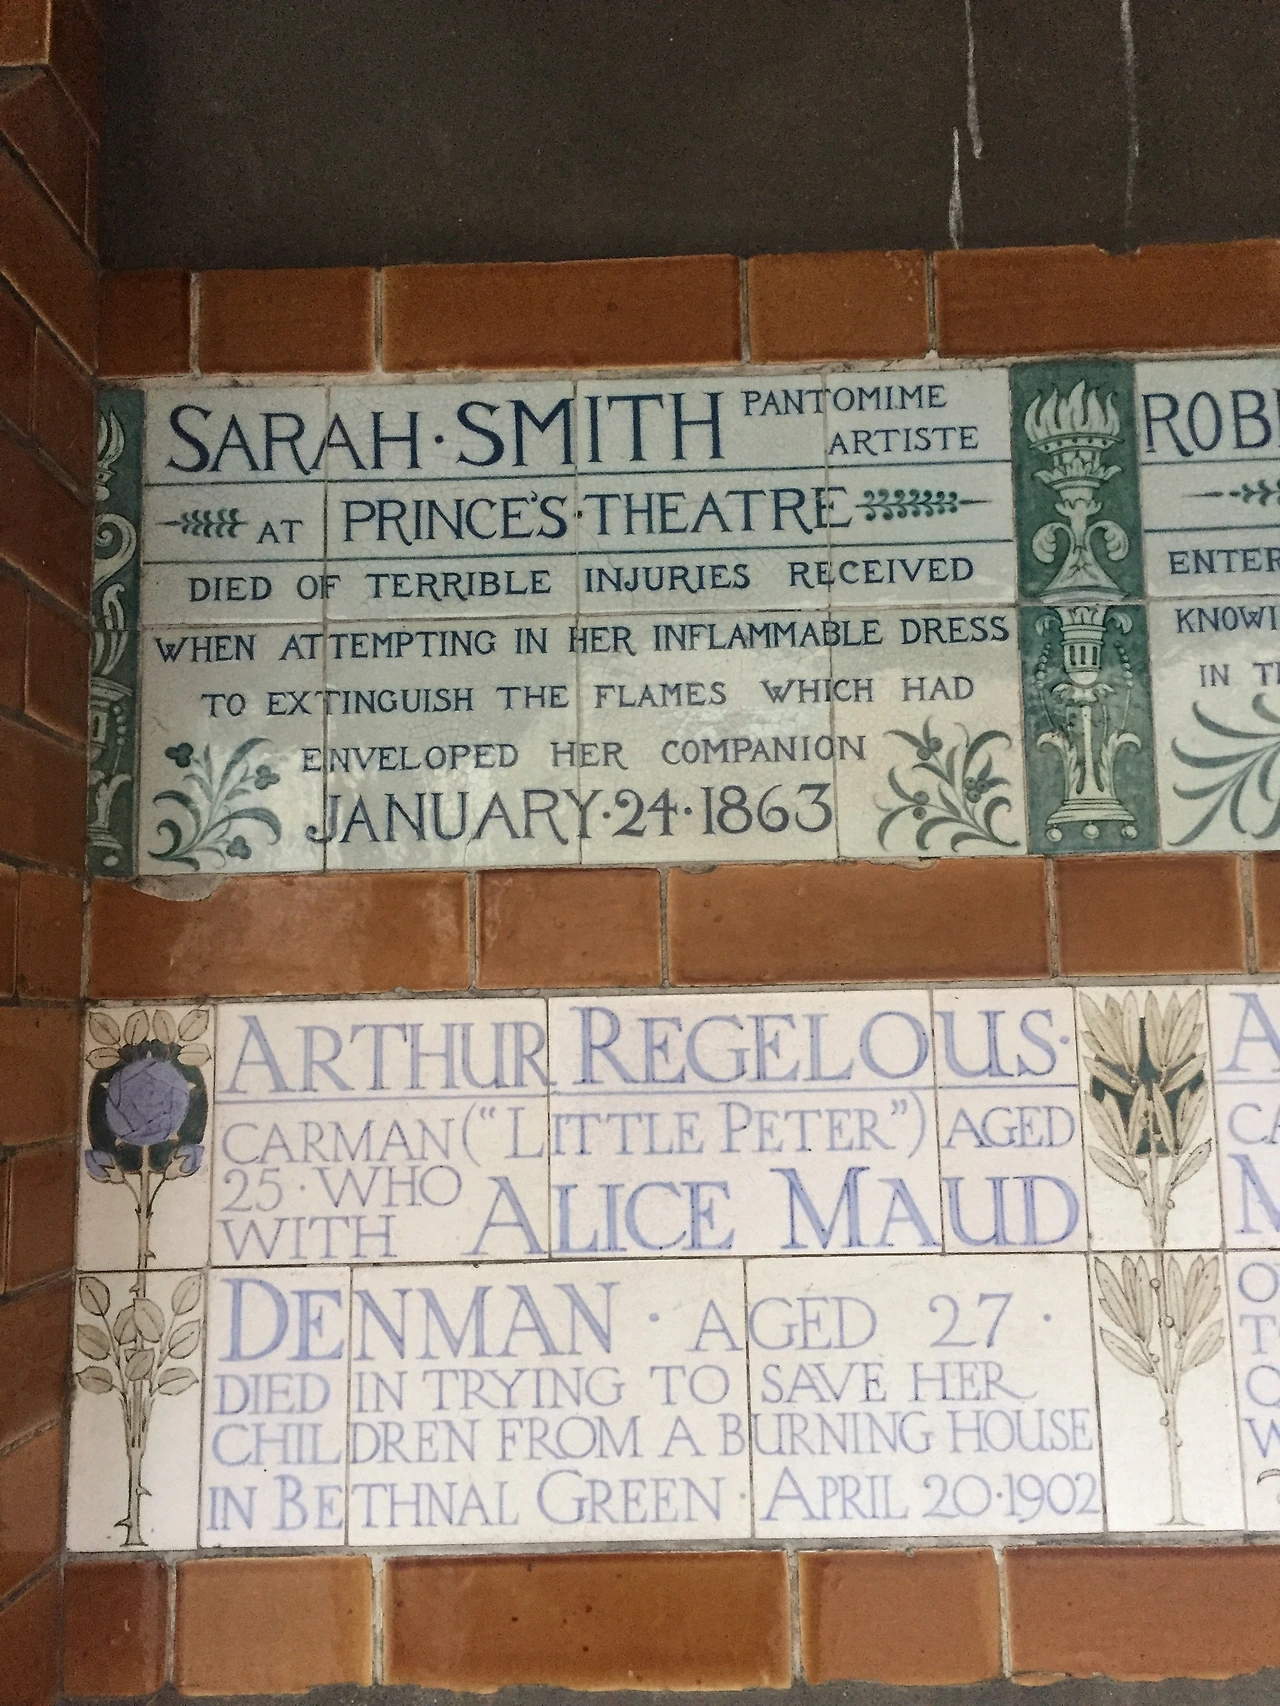 SARAH · SMITH PANTOMIME
ARTISTE
AT PRINCE'S · THEATRE
DIED OF TERRIBLE INJURIES RECEIVED
WHEN ATTEMPTING IN HER INFLAMMABLE DRESS
TO EXTINGUISH THE FLAMES WHICH HAD
ENVELOPED HER COMPANION
JANUARY · 24 · 1863
IN
ARTHUR REGELOUS ·
CARMAN ("LITTLE PETER") AGED
25 · WHO
WITH ALICE MAUD
DENMAN · AGED 27 ·
DIED IN TRYING TO SAVE HER
CHILDREN FROM A BURNING HOUSE
IN BETHNAL GREEN · APRIL 20 · 1902